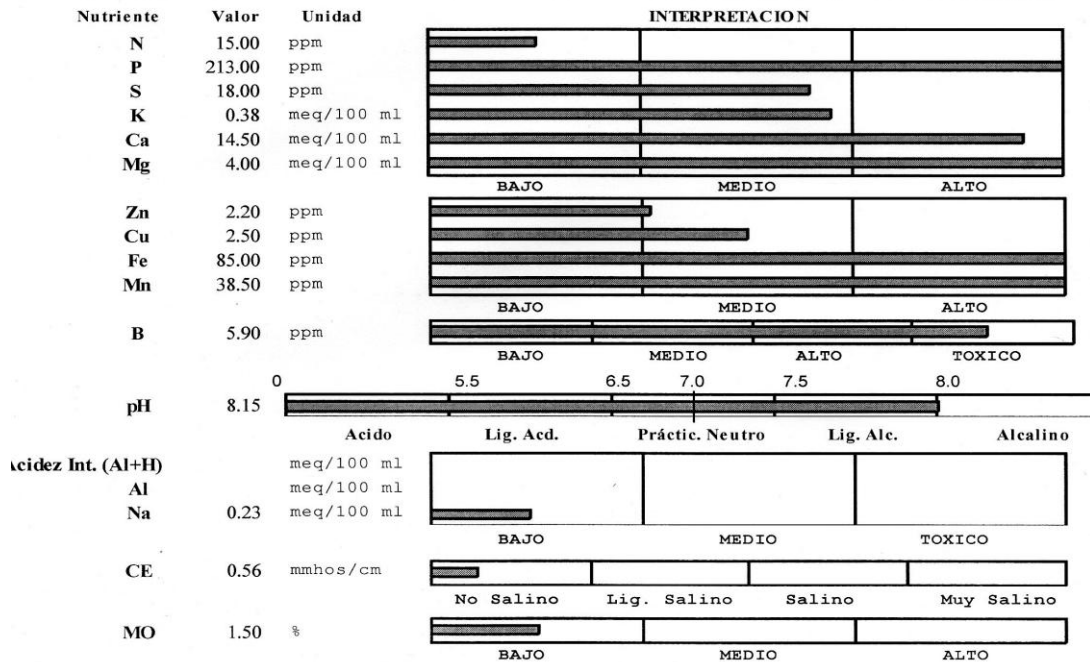 Nutriente Valor Unidad INTERPRETACION
N 15.00 ppm
P 213.00 ppm
S 18.00 ppm
K 0.38 meq/100 ml
Ca 14.50 meq/100 ml
Mg 4.00 meq/100 ml
BAJO MEDIO ALTO
Zn 2.20 ppm
Cu 2.50 ppm
Fe 85.00 ppm
Mn 38.50 ppm
BAJO MEDIO ALTO
B 5.90 ppm
BAJO MEDIO ALTO TOXICO
0 5.5 6.5 7.0 7.5 8.0
pH 8.15
Acido Lig. Acd. Práctic. Neutro Lig. Alc. Alcalino
Acidez Int. (Al+H) meq/100 ml
Al meq/100 ml
Na 0.23 meq/100 ml
BAJO MEDIO TOXICO
CE 0.56 mmhos/cm
No Salino Lig. Salino Salino Muy Salino
MO 1.50 %
BAJO MEDIO ALTO